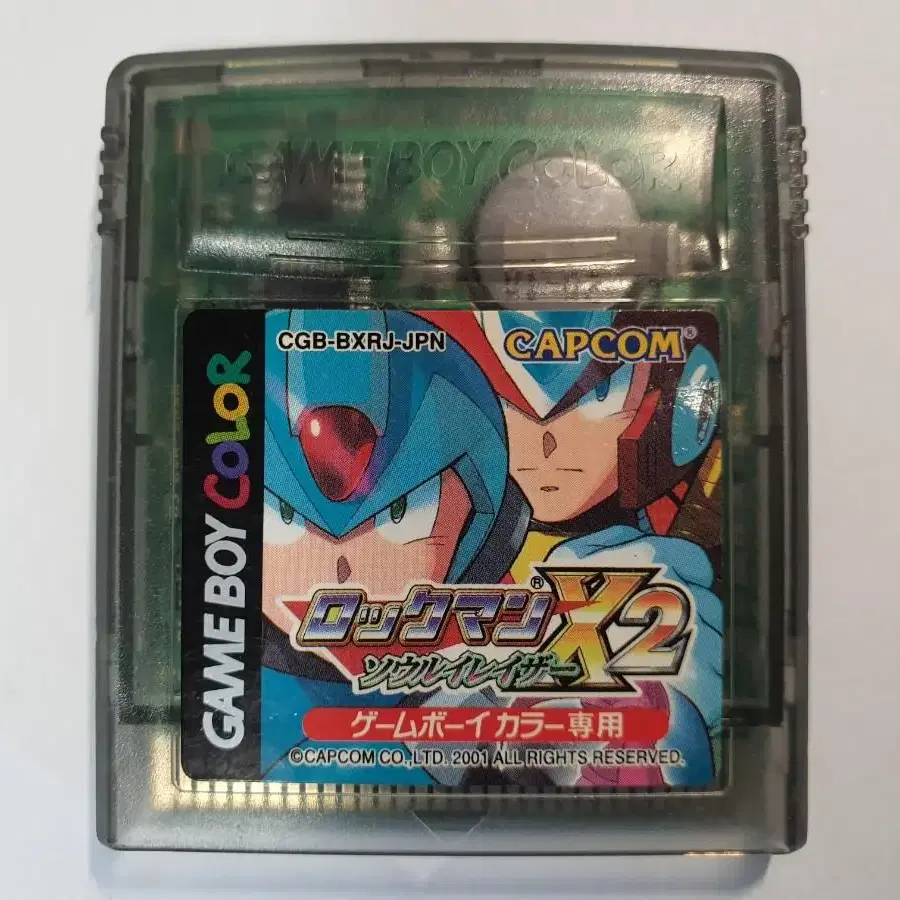 GAME BOY COLOR
CGB-BXRJ-JPN
CAPCOM®
GAME BOY COLOR
ロックマン®X2
ソウルイレイザー
ゲームボーイ カラー専用
©CAPCOM CO.,LTD. 2001 ALL RIGHTS RESERVED.